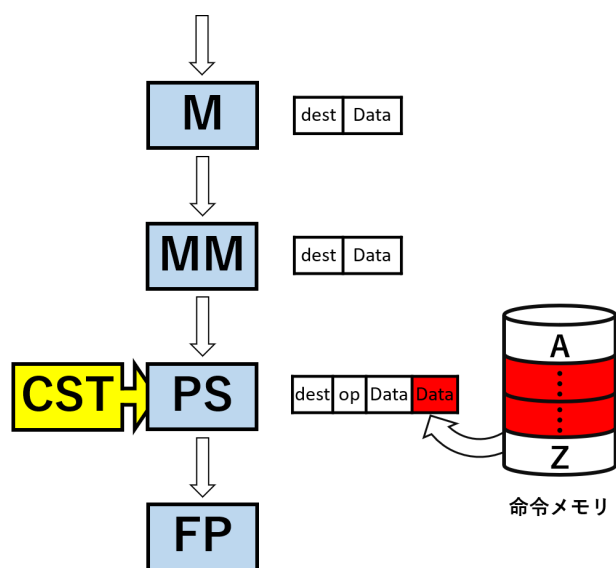 M
dest Data
MM
dest Data
CST
PS
dest op Data Data
A
Z
命令メモリ
FP